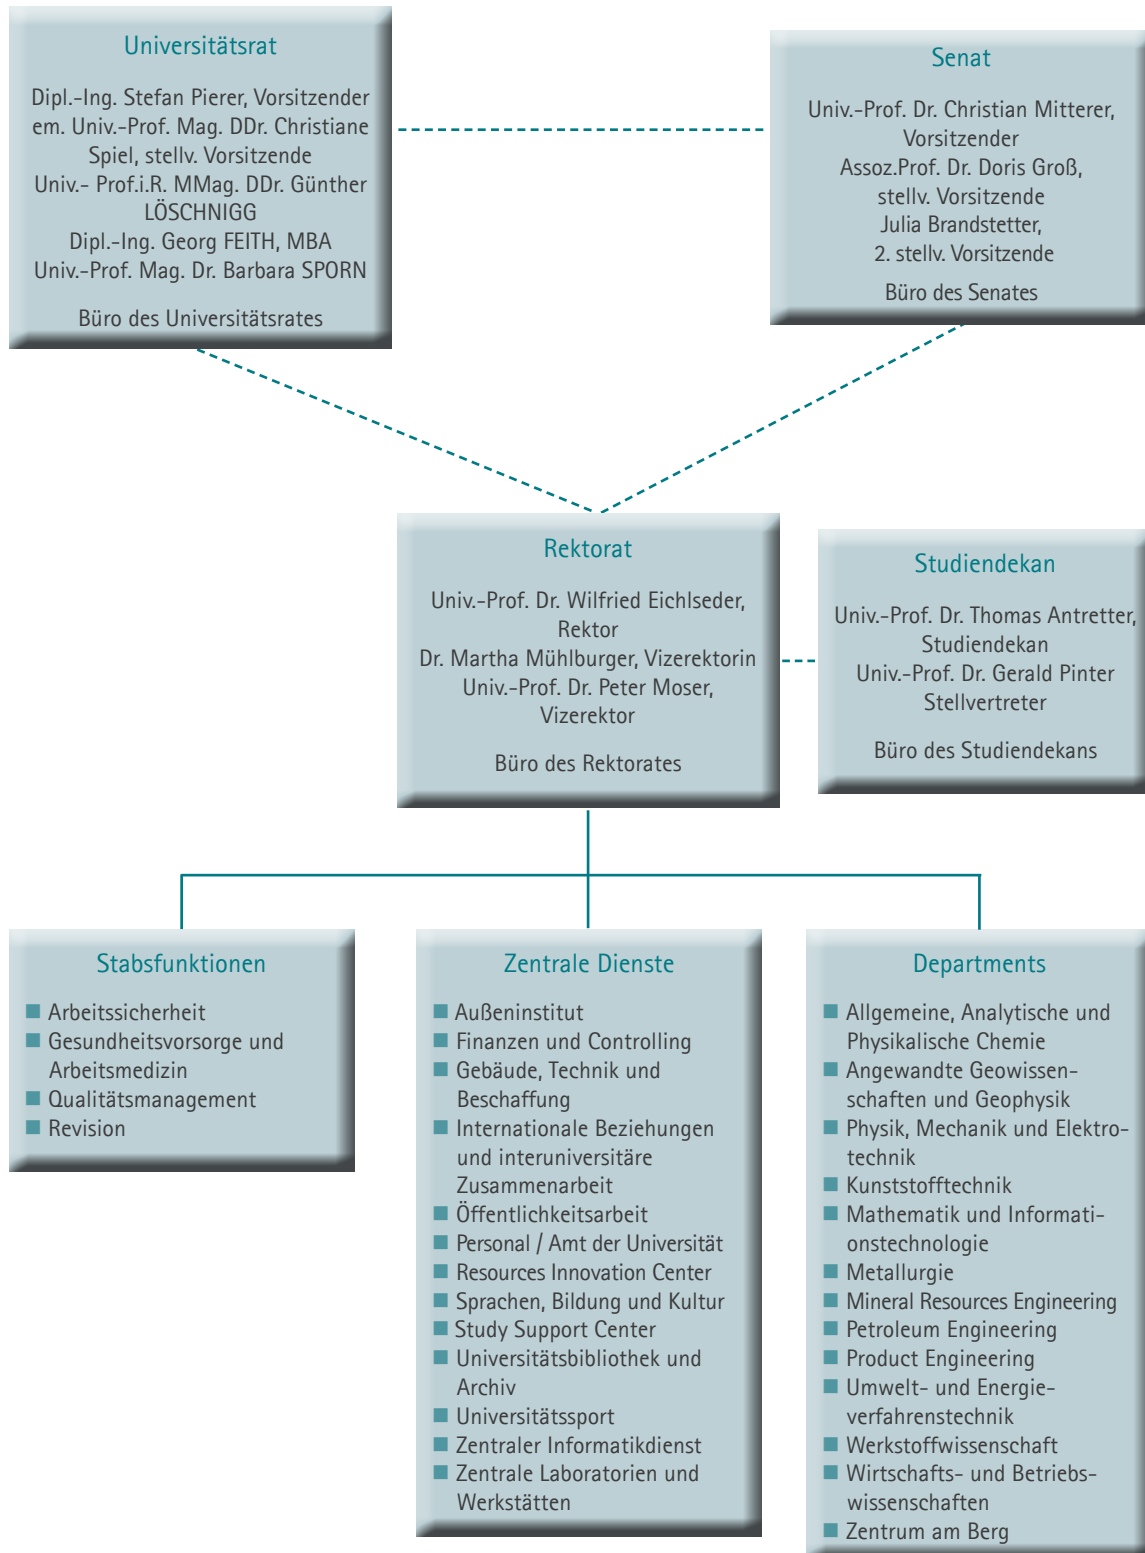 Universitätsrat
Dipl.-Ing. Stefan Pierer, Vorsitzender
em. Univ.-Prof. Mag. DDr. Christiane
Spiel, stellv. Vorsitzende
Univ.- Prof.i.R. MMag. DDr. Günther
LÖSCHNIGG
Dipl.-Ing. Georg FEITH, MBA
Univ.-Prof. Mag. Dr. Barbara SPORN
Büro des Universitätsrates
Senat
Univ.-Prof. Dr. Christian Mitterer,
Vorsitzender
Assoz.Prof. Dr. Doris Groß,
stellv. Vorsitzende
Julia Brandstetter,
2. stellv. Vorsitzende
Büro des Senates
Rektorat
Univ.-Prof. Dr. Wilfried Eichlseder,
Rektor
Dr. Martha Mühlburger, Vizerektorin
Univ.-Prof. Dr. Peter Moser,
Vizerektor
Büro des Rektorates
Studiendekan
Univ.-Prof. Dr. Thomas Antretter,
Studiendekan
Univ.-Prof. Dr. Gerald Pinter
Stellvertreter
Büro des Studiendekans
Stabsfunktionen
Arbeitssicherheit
Gesundheitsvorsorge und
Arbeitsmedizin
Qualitätsmanagement
Revision
Zentrale Dienste
Außeninstitut
Finanzen und Controlling
Gebäude, Technik und
Beschaffung
Internationale Beziehungen
und interuniversitäre
Zusammenarbeit
Öffentlichkeitsarbeit
Personal / Amt der Universität
Resources Innovation Center
Sprachen, Bildung und Kultur
Study Support Center
Universitätsbibliothek und
Archiv
Universitätssport
Zentraler Informatikdienst
Zentrale Laboratorien und
Werkstätten
Departments
Allgemeine, Analytische und
Physikalische Chemie
Angewandte Geowissen-
schaften und Geophysik
Physik, Mechanik und Elektro-
technik
Kunststofftechnik
Mathematik und Informati-
onstechnologie
Metallurgie
Mineral Resources Engineering
Petroleum Engineering
Product Engineering
Umwelt- und Energie-
verfahrenstechnik
Werkstoffwissenschaft
Wirtschafts- und Betriebs-
wissenschaften
Zentrum am Berg